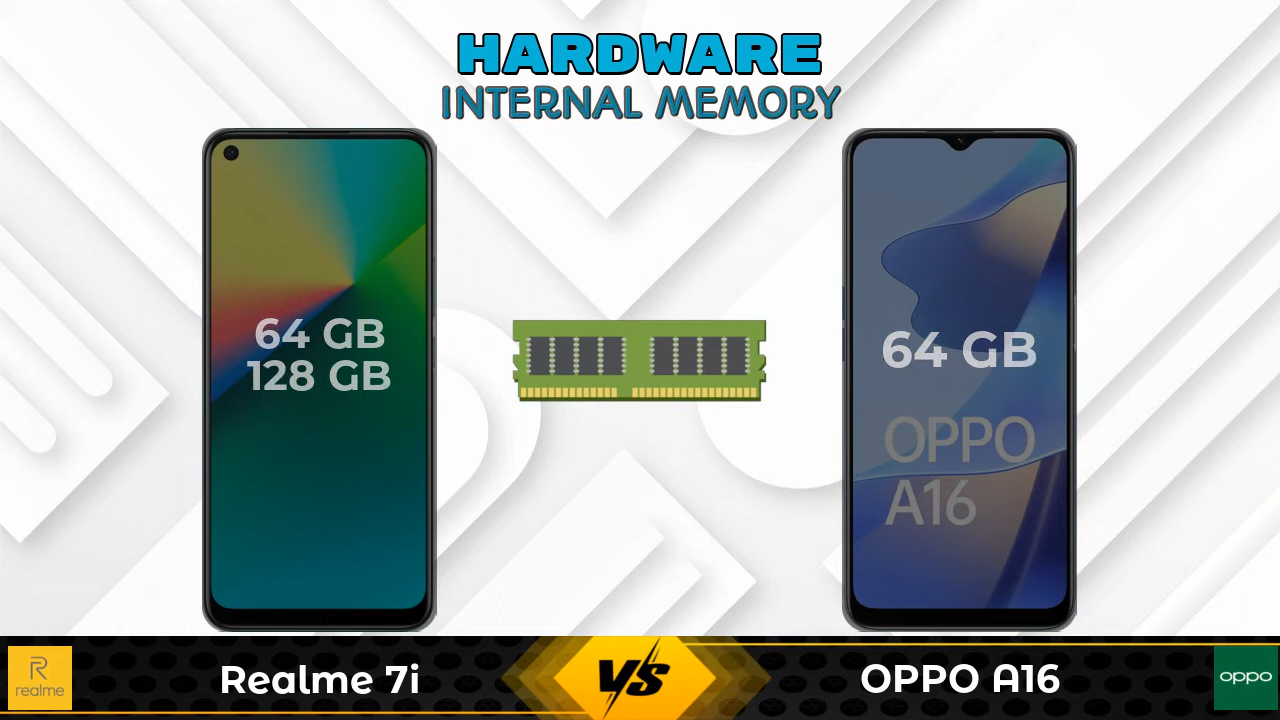 HARDWARE
INTERNAL MEMORY
64 GB
128 GB
64 GB
OPPO
A16
realme
Realme 7i
VS
OPPO A16
oppo